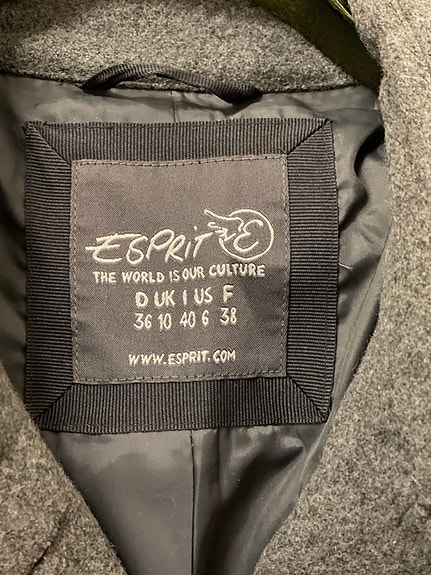 ESPRIT E
THE WORLD IS OUR CULTURE
D UK I US F
36 10 40 6 38
WWW.ESPRIT.COM